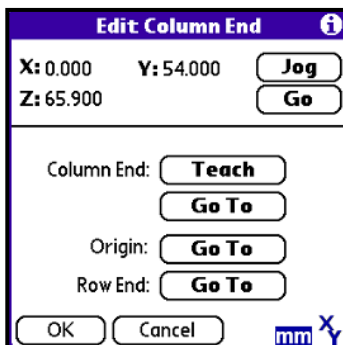 Edit Column End i
X: 0.000 Y: 54.000 Jog
Z: 65.900 Go
Column End: Teach
Go To
Origin: Go To
Row End: Go To
OK Cancel mm X Y